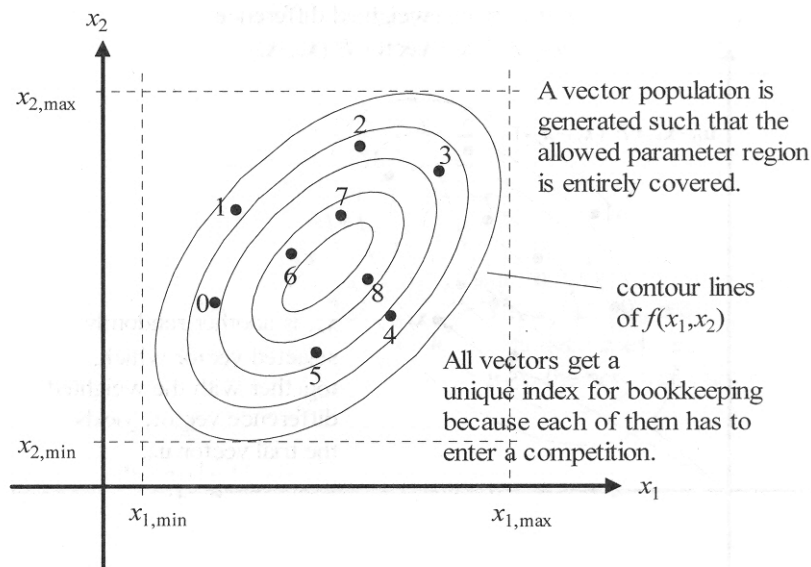 x2
x2,max
A vector population is
generated such that the
allowed parameter region
is entirely covered.
2
3
1
7
6
0
8
4
5
contour lines
of f(x1,x2)
All vectors get a
unique index for bookkeeping
because each of them has to
enter a competition.
x2,min
x1
x1,min
x1,max